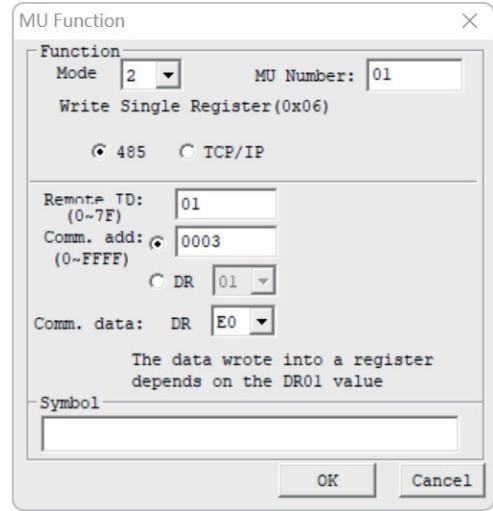 MU Function
Function
Mode 2 MU Number: 01
Write Single Register(0x06)
485 TCP/IP
Remote ID: 01
(0~7F)
Comm. add: 0003
(0~FFFF)
DR 01
Comm. data: DR E0
The data wrote into a register
depends on the DR01 value
Symbol
OK Cancel